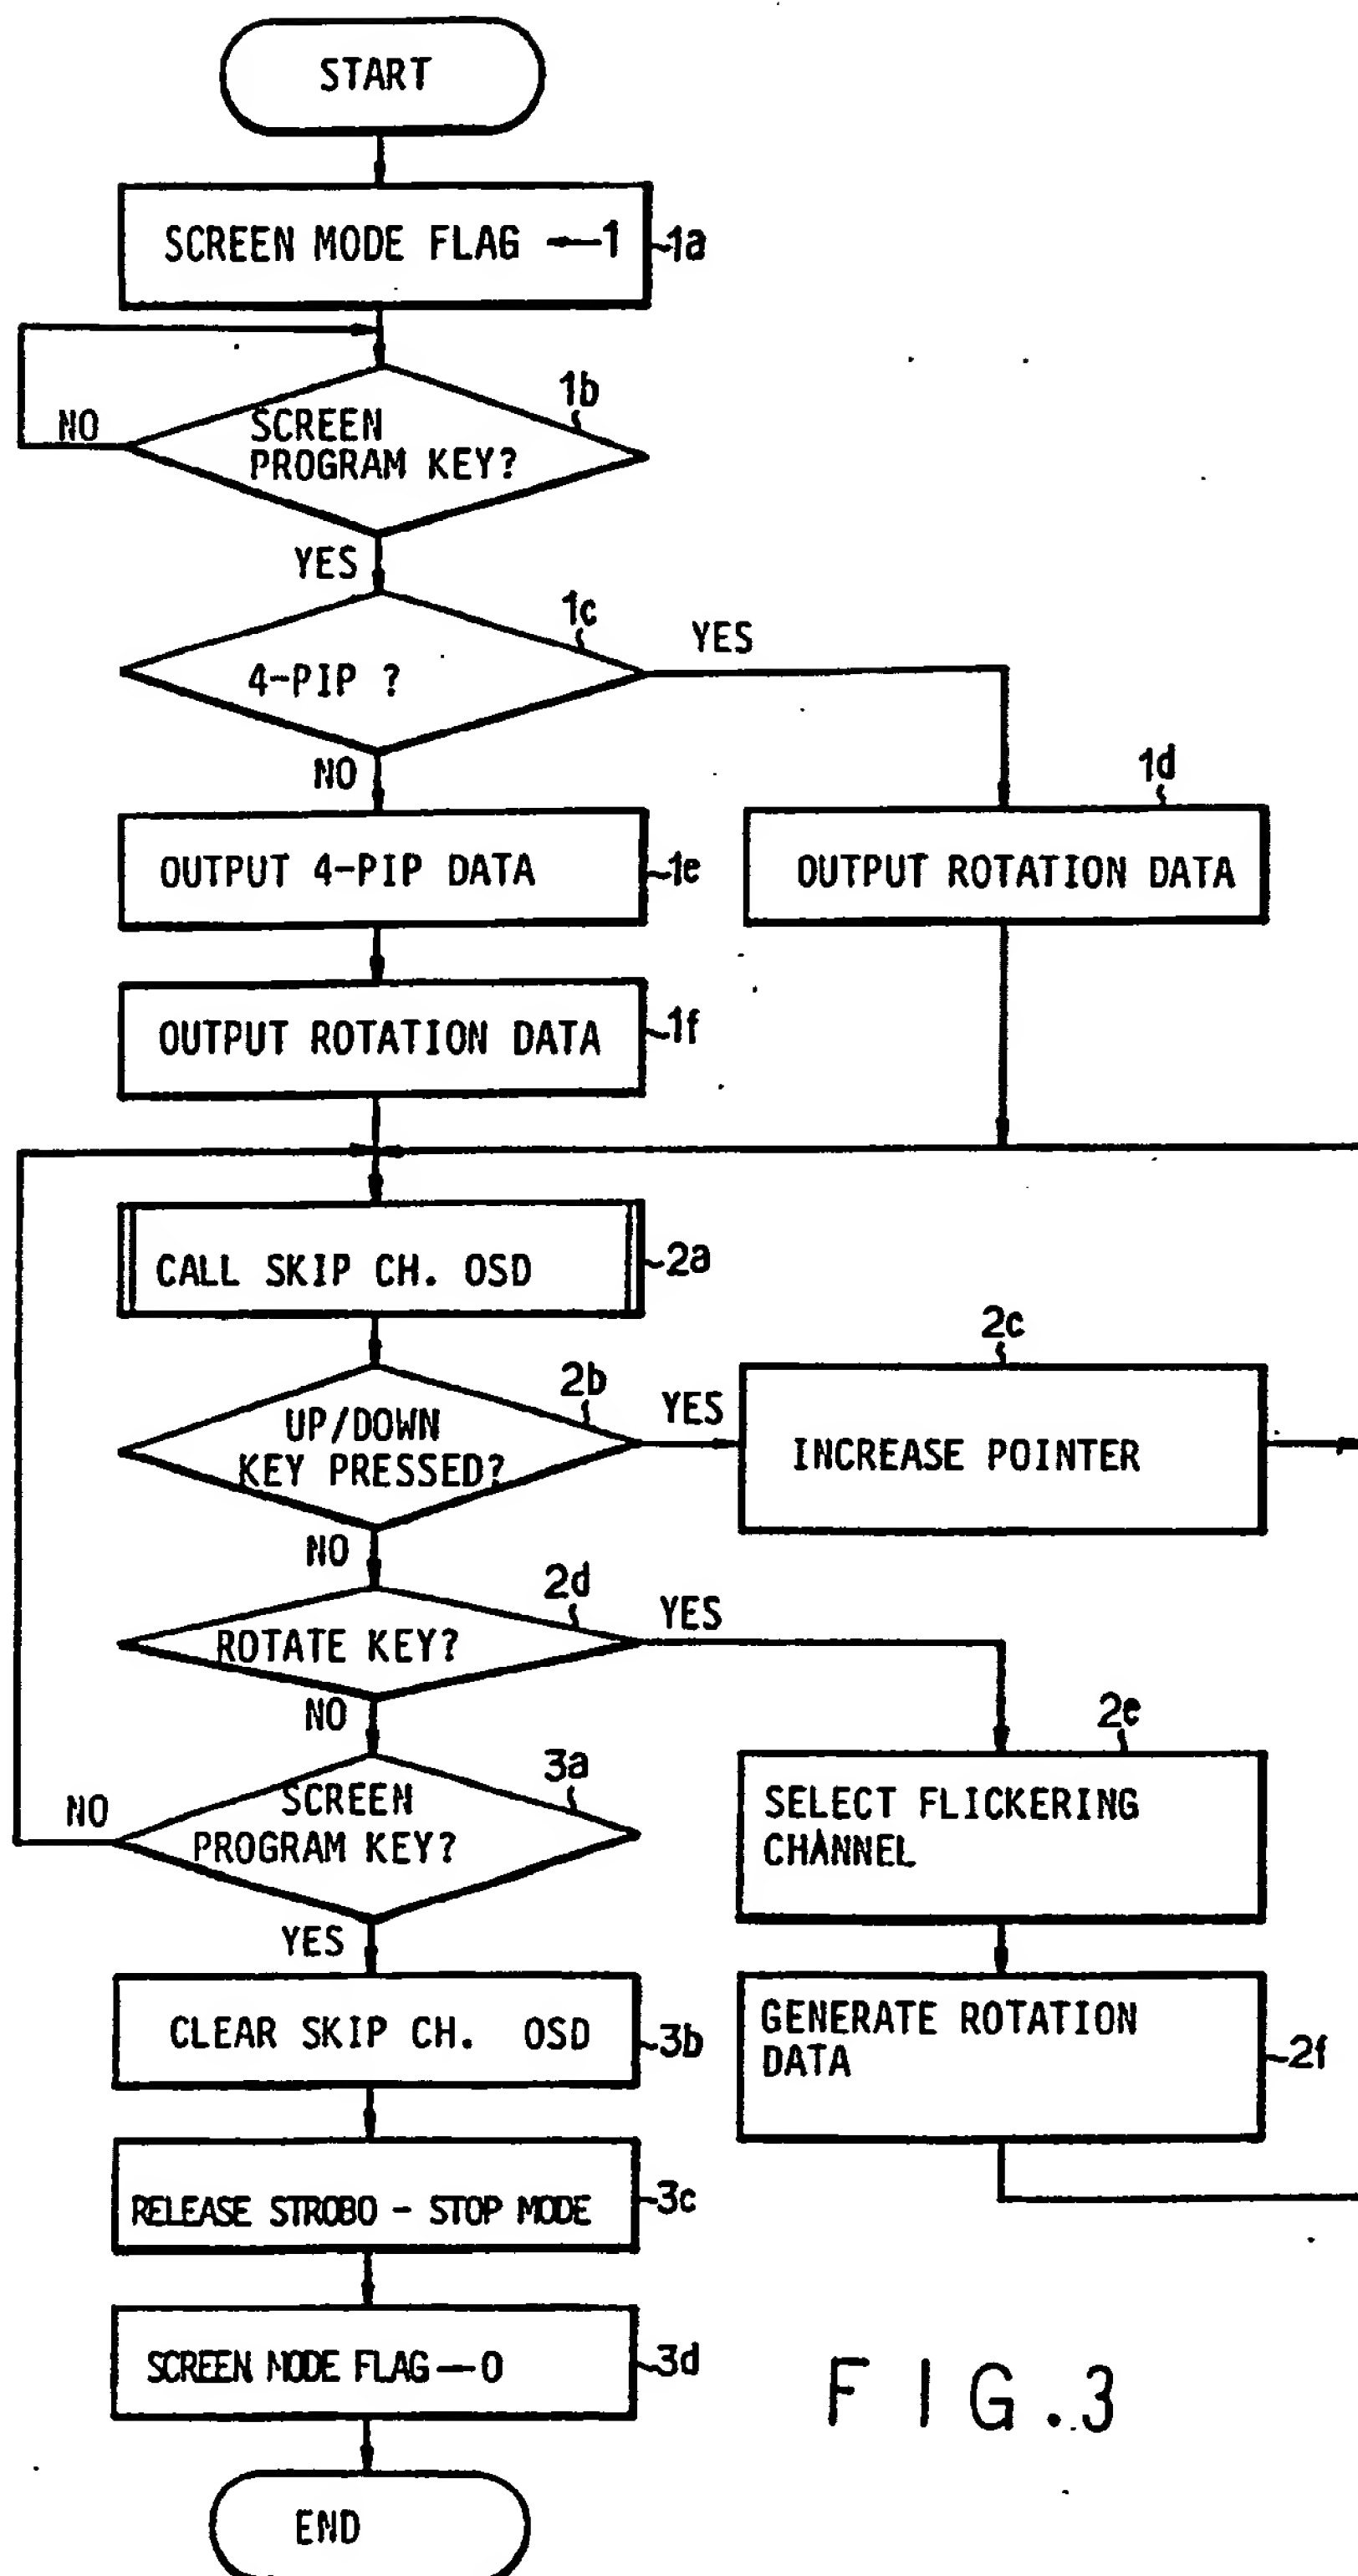 START
SCREEN MODE FLAG ←1
1a
1b
SCREEN
PROGRAM KEY?
NO
YES
1c
4-PIP ?
YES
NO
1d
OUTPUT 4-PIP DATA
1e
OUTPUT ROTATION DATA
OUTPUT ROTATION DATA
1f
CALL SKIP CH. OSD
2a
2b
UP/DOWN
KEY PRESSED?
YES
2c
INCREASE POINTER
NO
2d
ROTATE KEY?
YES
NO
2e
SELECT FLICKERING
CHANNEL
3a
SCREEN
PROGRAM KEY?
NO
YES
GENERATE ROTATION
DATA
2f
CLEAR SKIP CH. OSD
3b
RELEASE STROBO - STOP MODE
3c
SCREEN MODE FLAG — 0
3d
FIG.3
END